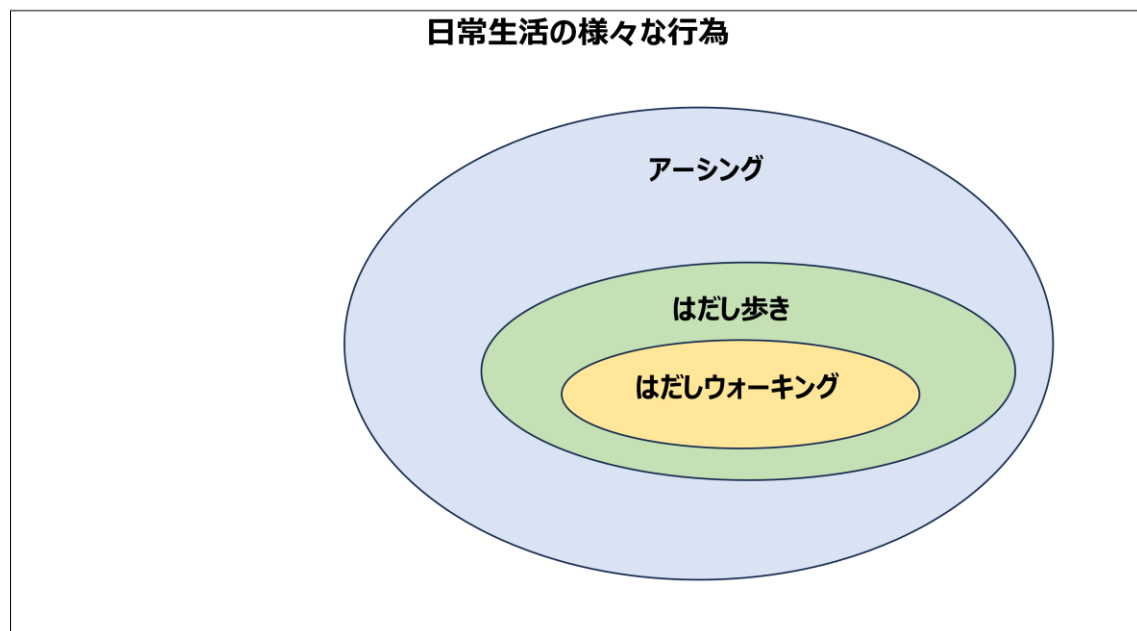 日常生活の様々な行為
アーシング
はだし歩き
はだしウォーキング